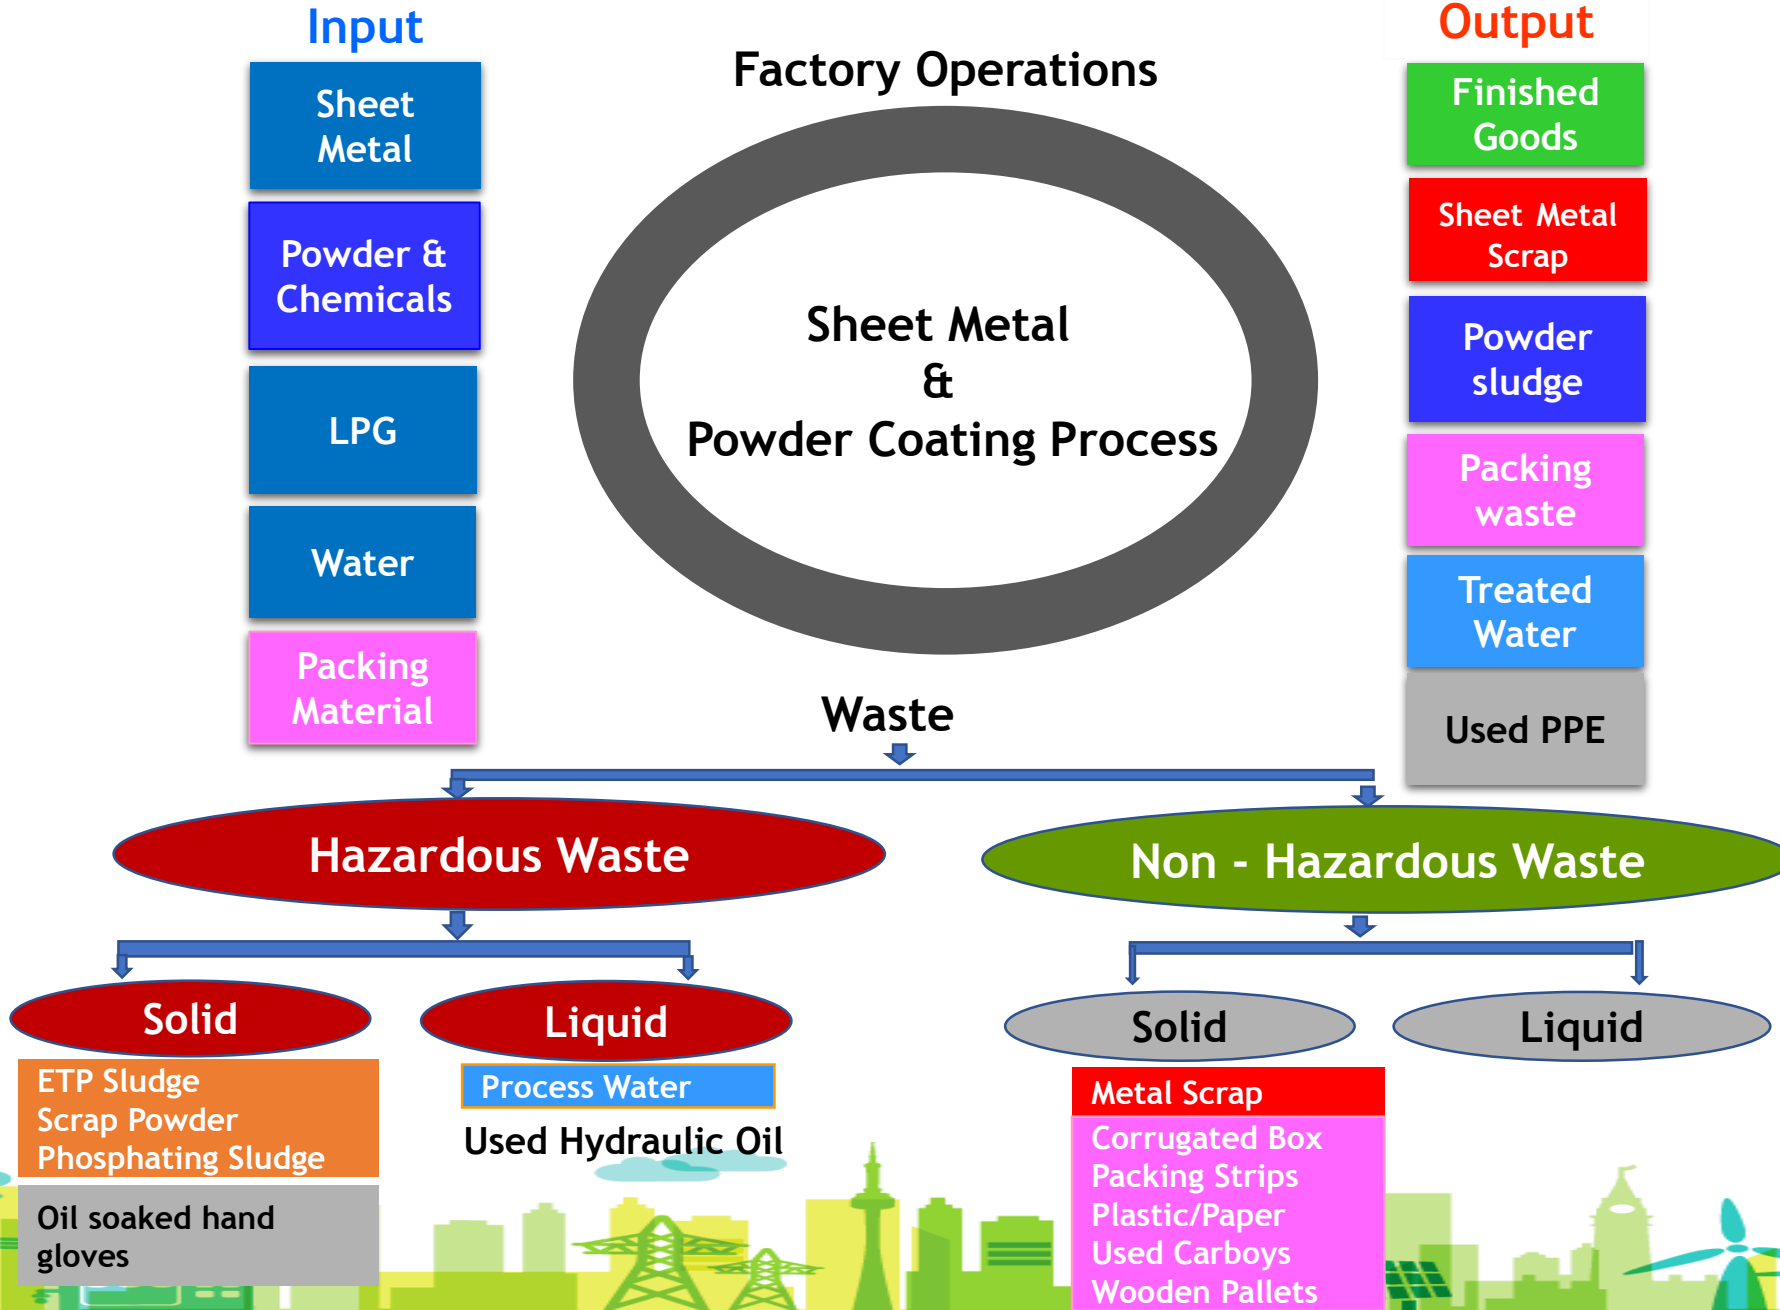 Input
Sheet
Metal
Powder &
Chemicals
LPG
Water
Packing
Material
Factory Operations
Sheet Metal
&
Powder Coating Process
Output
Finished
Goods
Sheet Metal
Scrap
Powder
sludge
Packing
waste
Treated
Water
Used PPE
Waste
Hazardous Waste
Non - Hazardous Waste
Solid
Liquid
Solid
Liquid
ETP Sludge
Scrap Powder
Phosphating Sludge
Oil soaked hand
gloves
Process Water
Used Hydraulic Oil
Metal Scrap
Corrugated Box
Packing Strips
Plastic/Paper
Used Carboys
Wooden Pallets